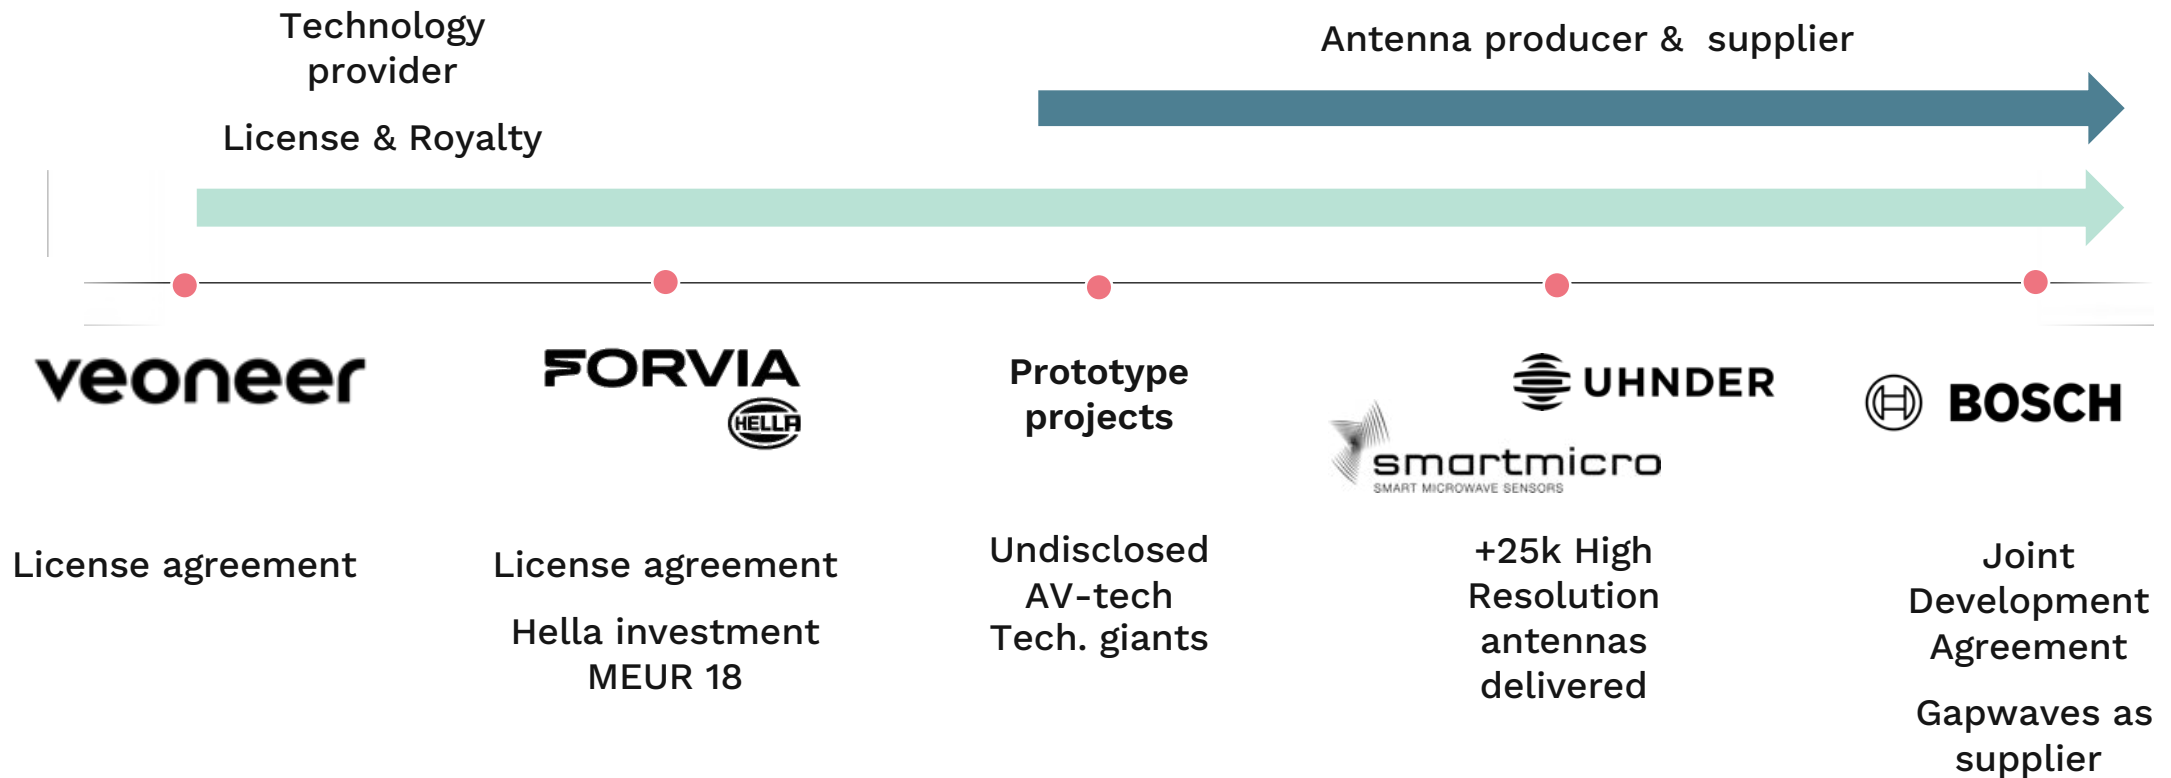 Technology
provider
License & Royalty
Antenna producer & supplier
veoneer
FORVIA
HELLA
Prototype
projects
UHNDER
smartmicro
SMART MICROWAVE SENSORS
BOSCH
License agreement
License agreement
Hella investment
MEUR 18
Undisclosed
AV-tech
Tech. giants
+25k High
Resolution
antennas
delivered
Joint
Development
Agreement
Gapwaves as
supplier